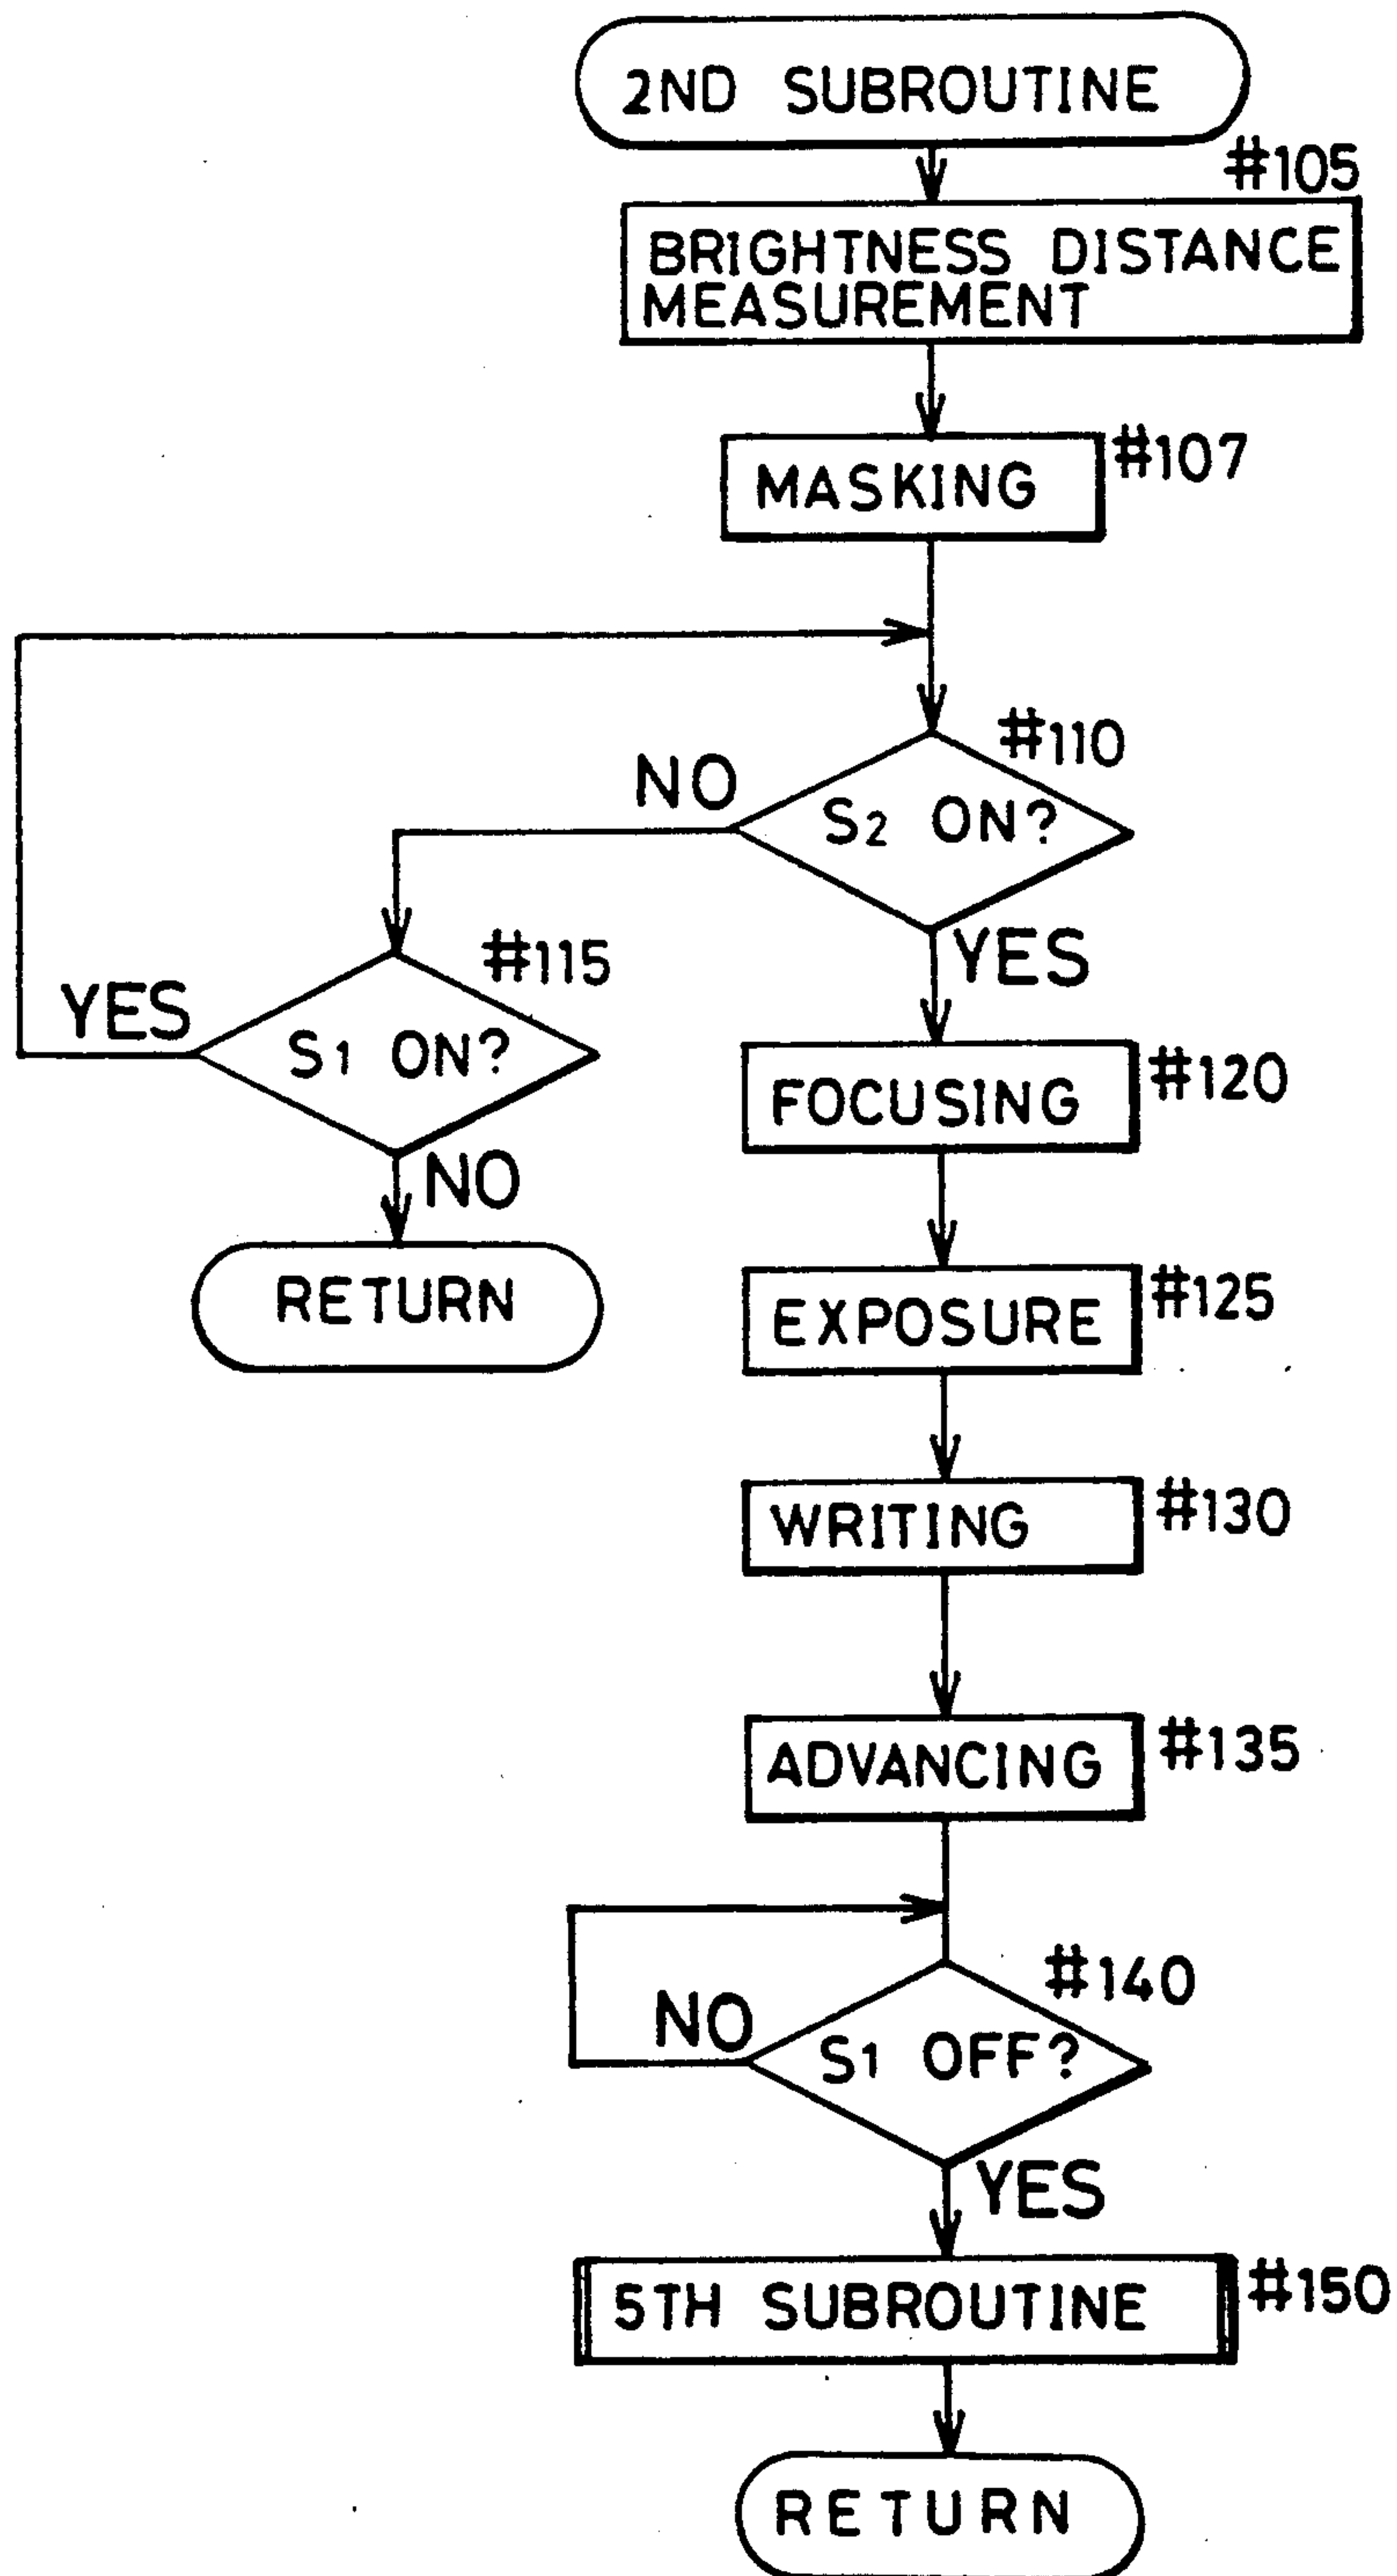 2ND SUBROUTINE
#105
BRIGHTNESS DISTANCE
MEASUREMENT
MASKING
#107
#110
NO
S2 ON?
YES
#115
YES
S1 ON?
NO
RETURN
FOCUSING
#120
EXPOSURE
#125
WRITING
#130
ADVANCING
#135
#140
NO
S1 OFF?
YES
5TH SUBROUTINE
#150
RETURN